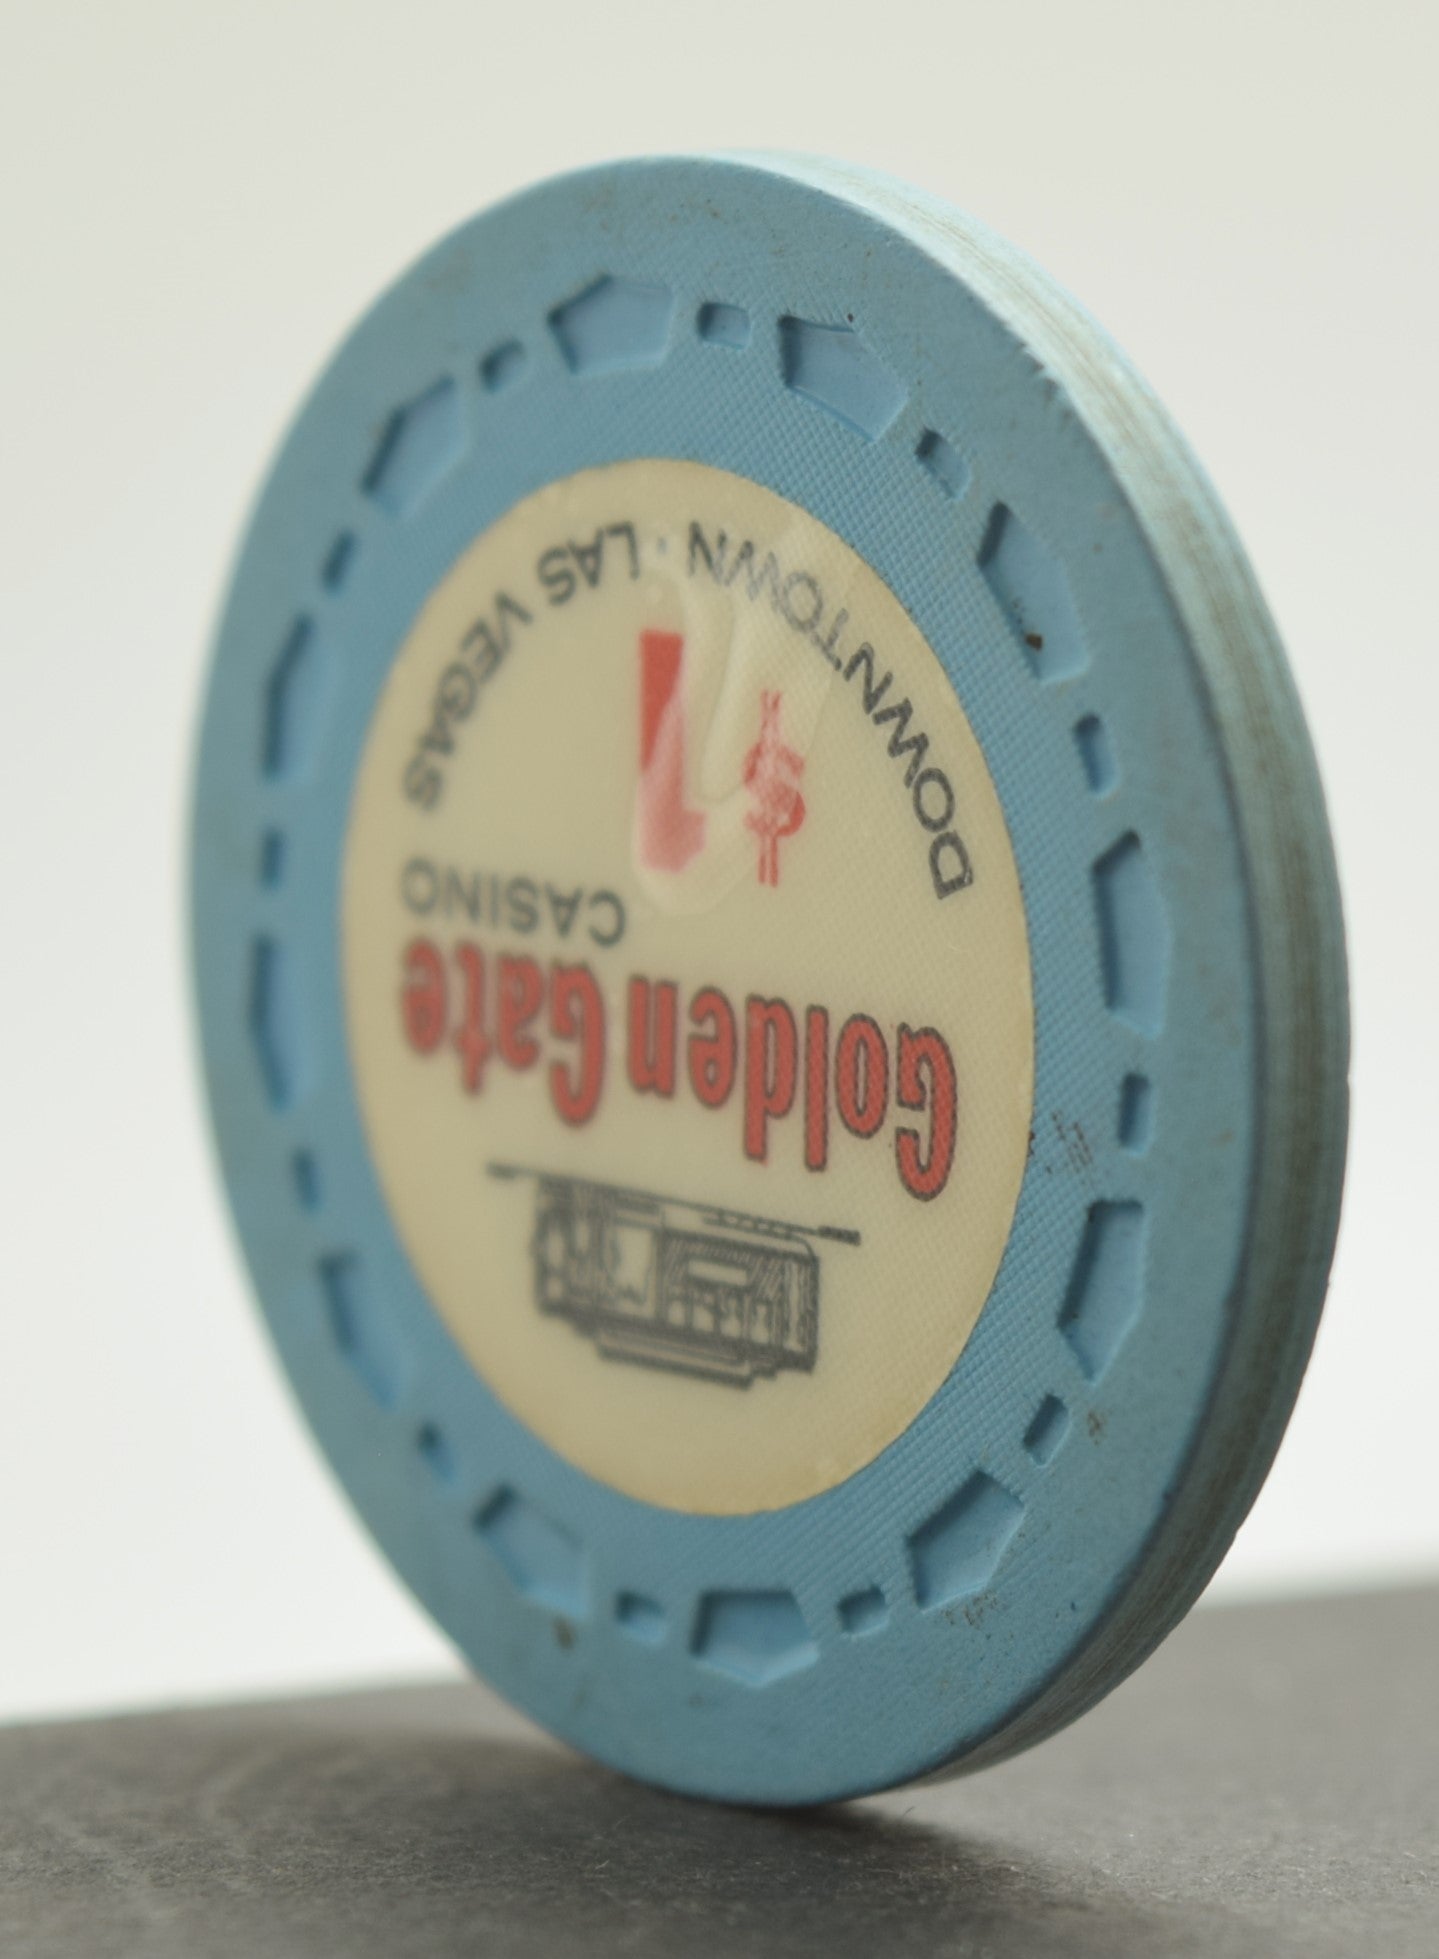 Golden Gate
CASINO
$1
DOWNTOWN · LAS VEGAS